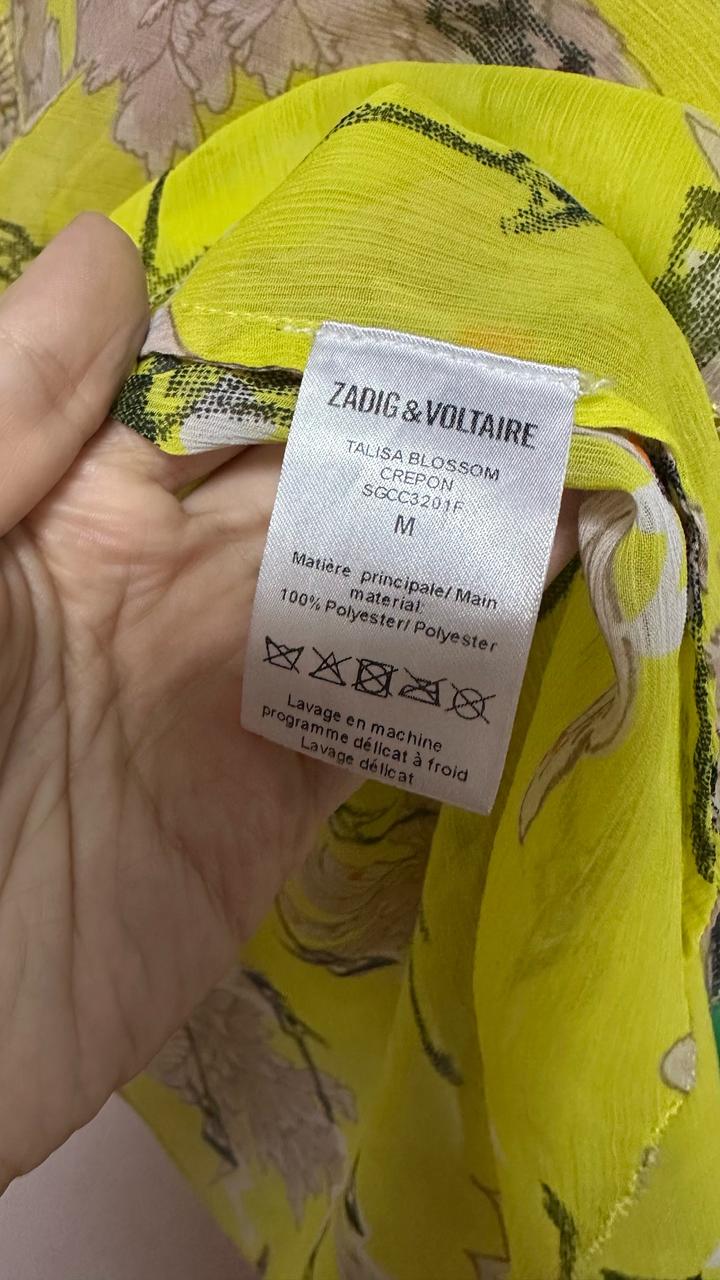 ZADIG & VOLTAIRE
TALISA BLOSSOM
CREPON
SGCC3201F
M
Matière principale/ Main
material:
100% Polyester/ Polyester
Lavage en machine
programme délicat à froid
Lavage délicat